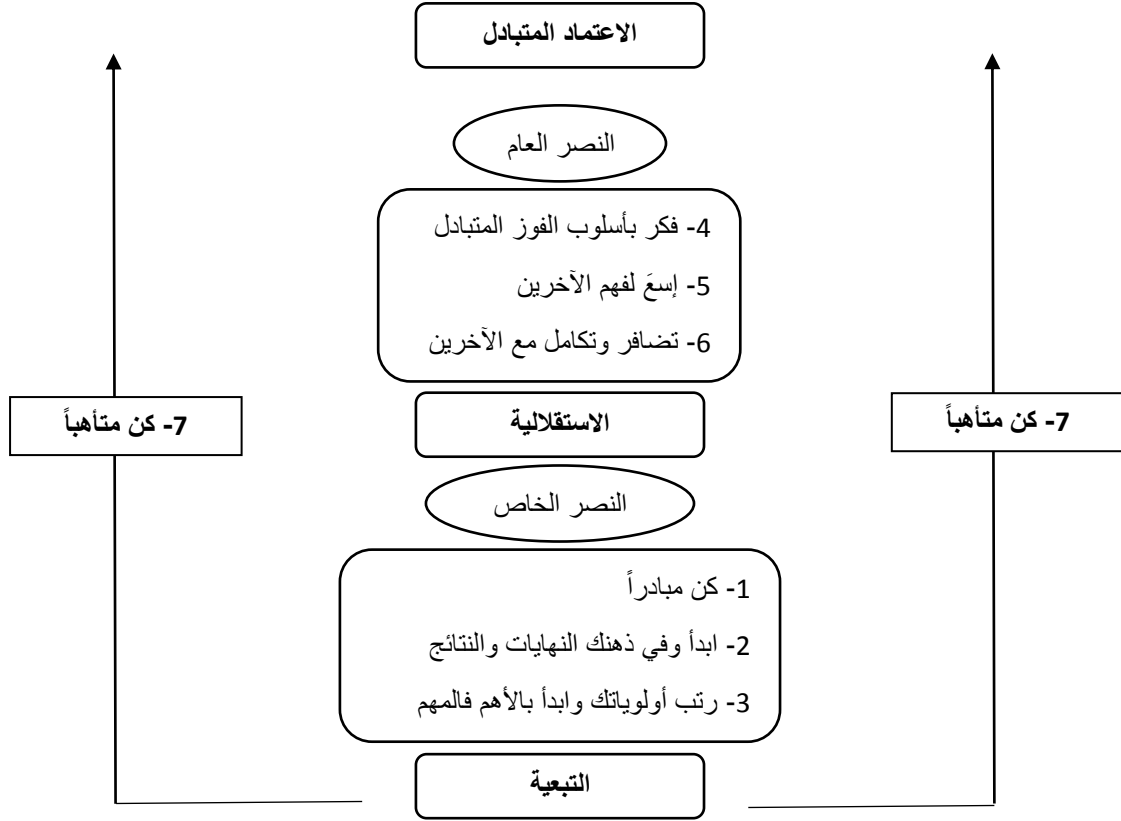 الاعتماد المتبادل
النصر العام
4- فكر بأسلوب الفوز المتبادل
5- إسعَ لفهم الآخرين
6- تضافر وتكامل مع الآخرين
7- كن متأهباً
الاستقلالية
7- كن متأهباً
النصر الخاص
1- كن مبادراً
2- ابدأ وفي ذهنك النهايات والنتائج
3- رتب أولوياتك وابدأ بالأهم فالمهم
التبعية